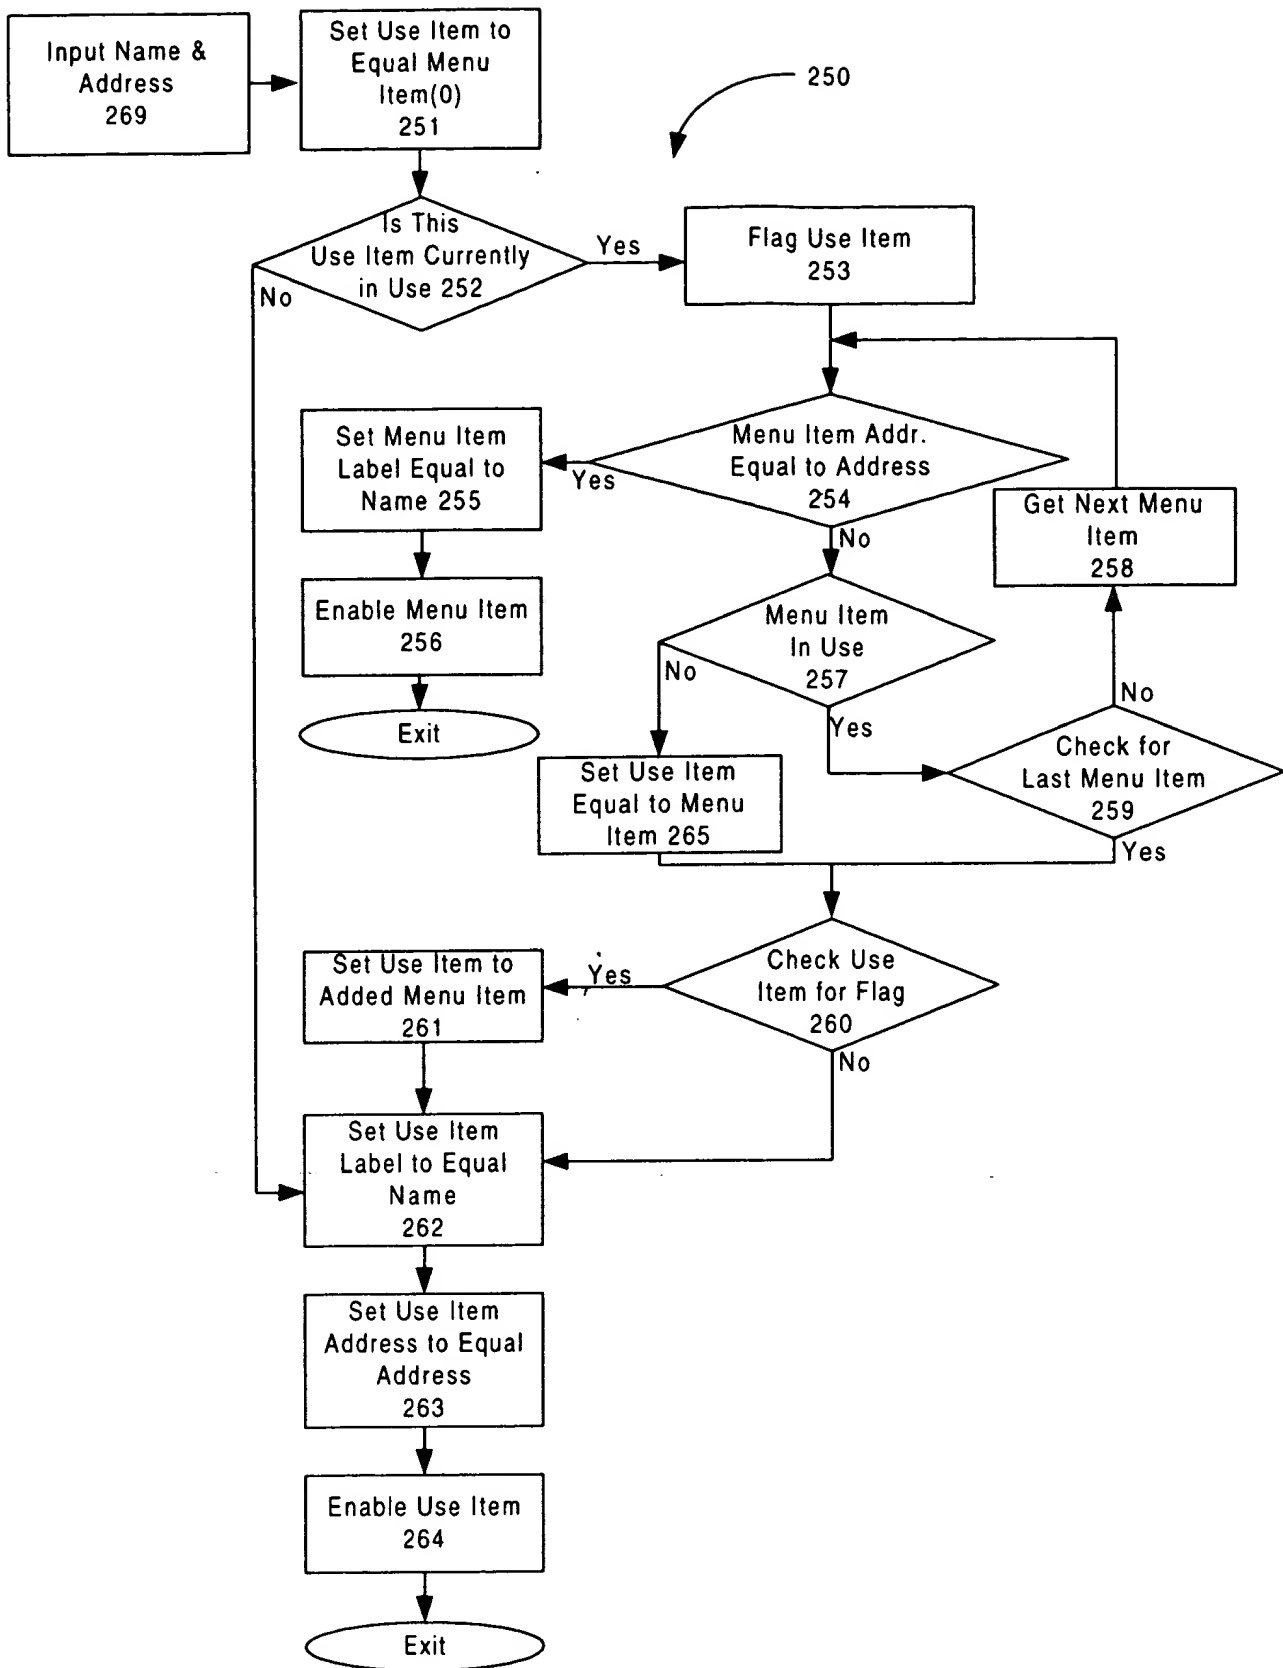 Input Name &
Address
269
Set Use Item to
Equal Menu
Item(0)
251
250
Is This
Use Item Currently
in Use 252
Yes
No
Flag Use Item
253
Set Menu Item
Label Equal to
Name 255
Yes
Menu Item Addr.
Equal to Address
254
No
Get Next Menu
Item
258
Enable Menu Item
256
Menu Item
In Use
257
No
Yes
No
Exit
Check for
Last Menu Item
259
Yes
Set Use Item
Equal to Menu
Item 265
Set Use Item to
Added Menu Item
261
Yes
Check Use
Item for Flag
260
No
Set Use Item
Label to Equal
Name
262
Set Use Item
Address to Equal
Address
263
Enable Use Item
264
Exit